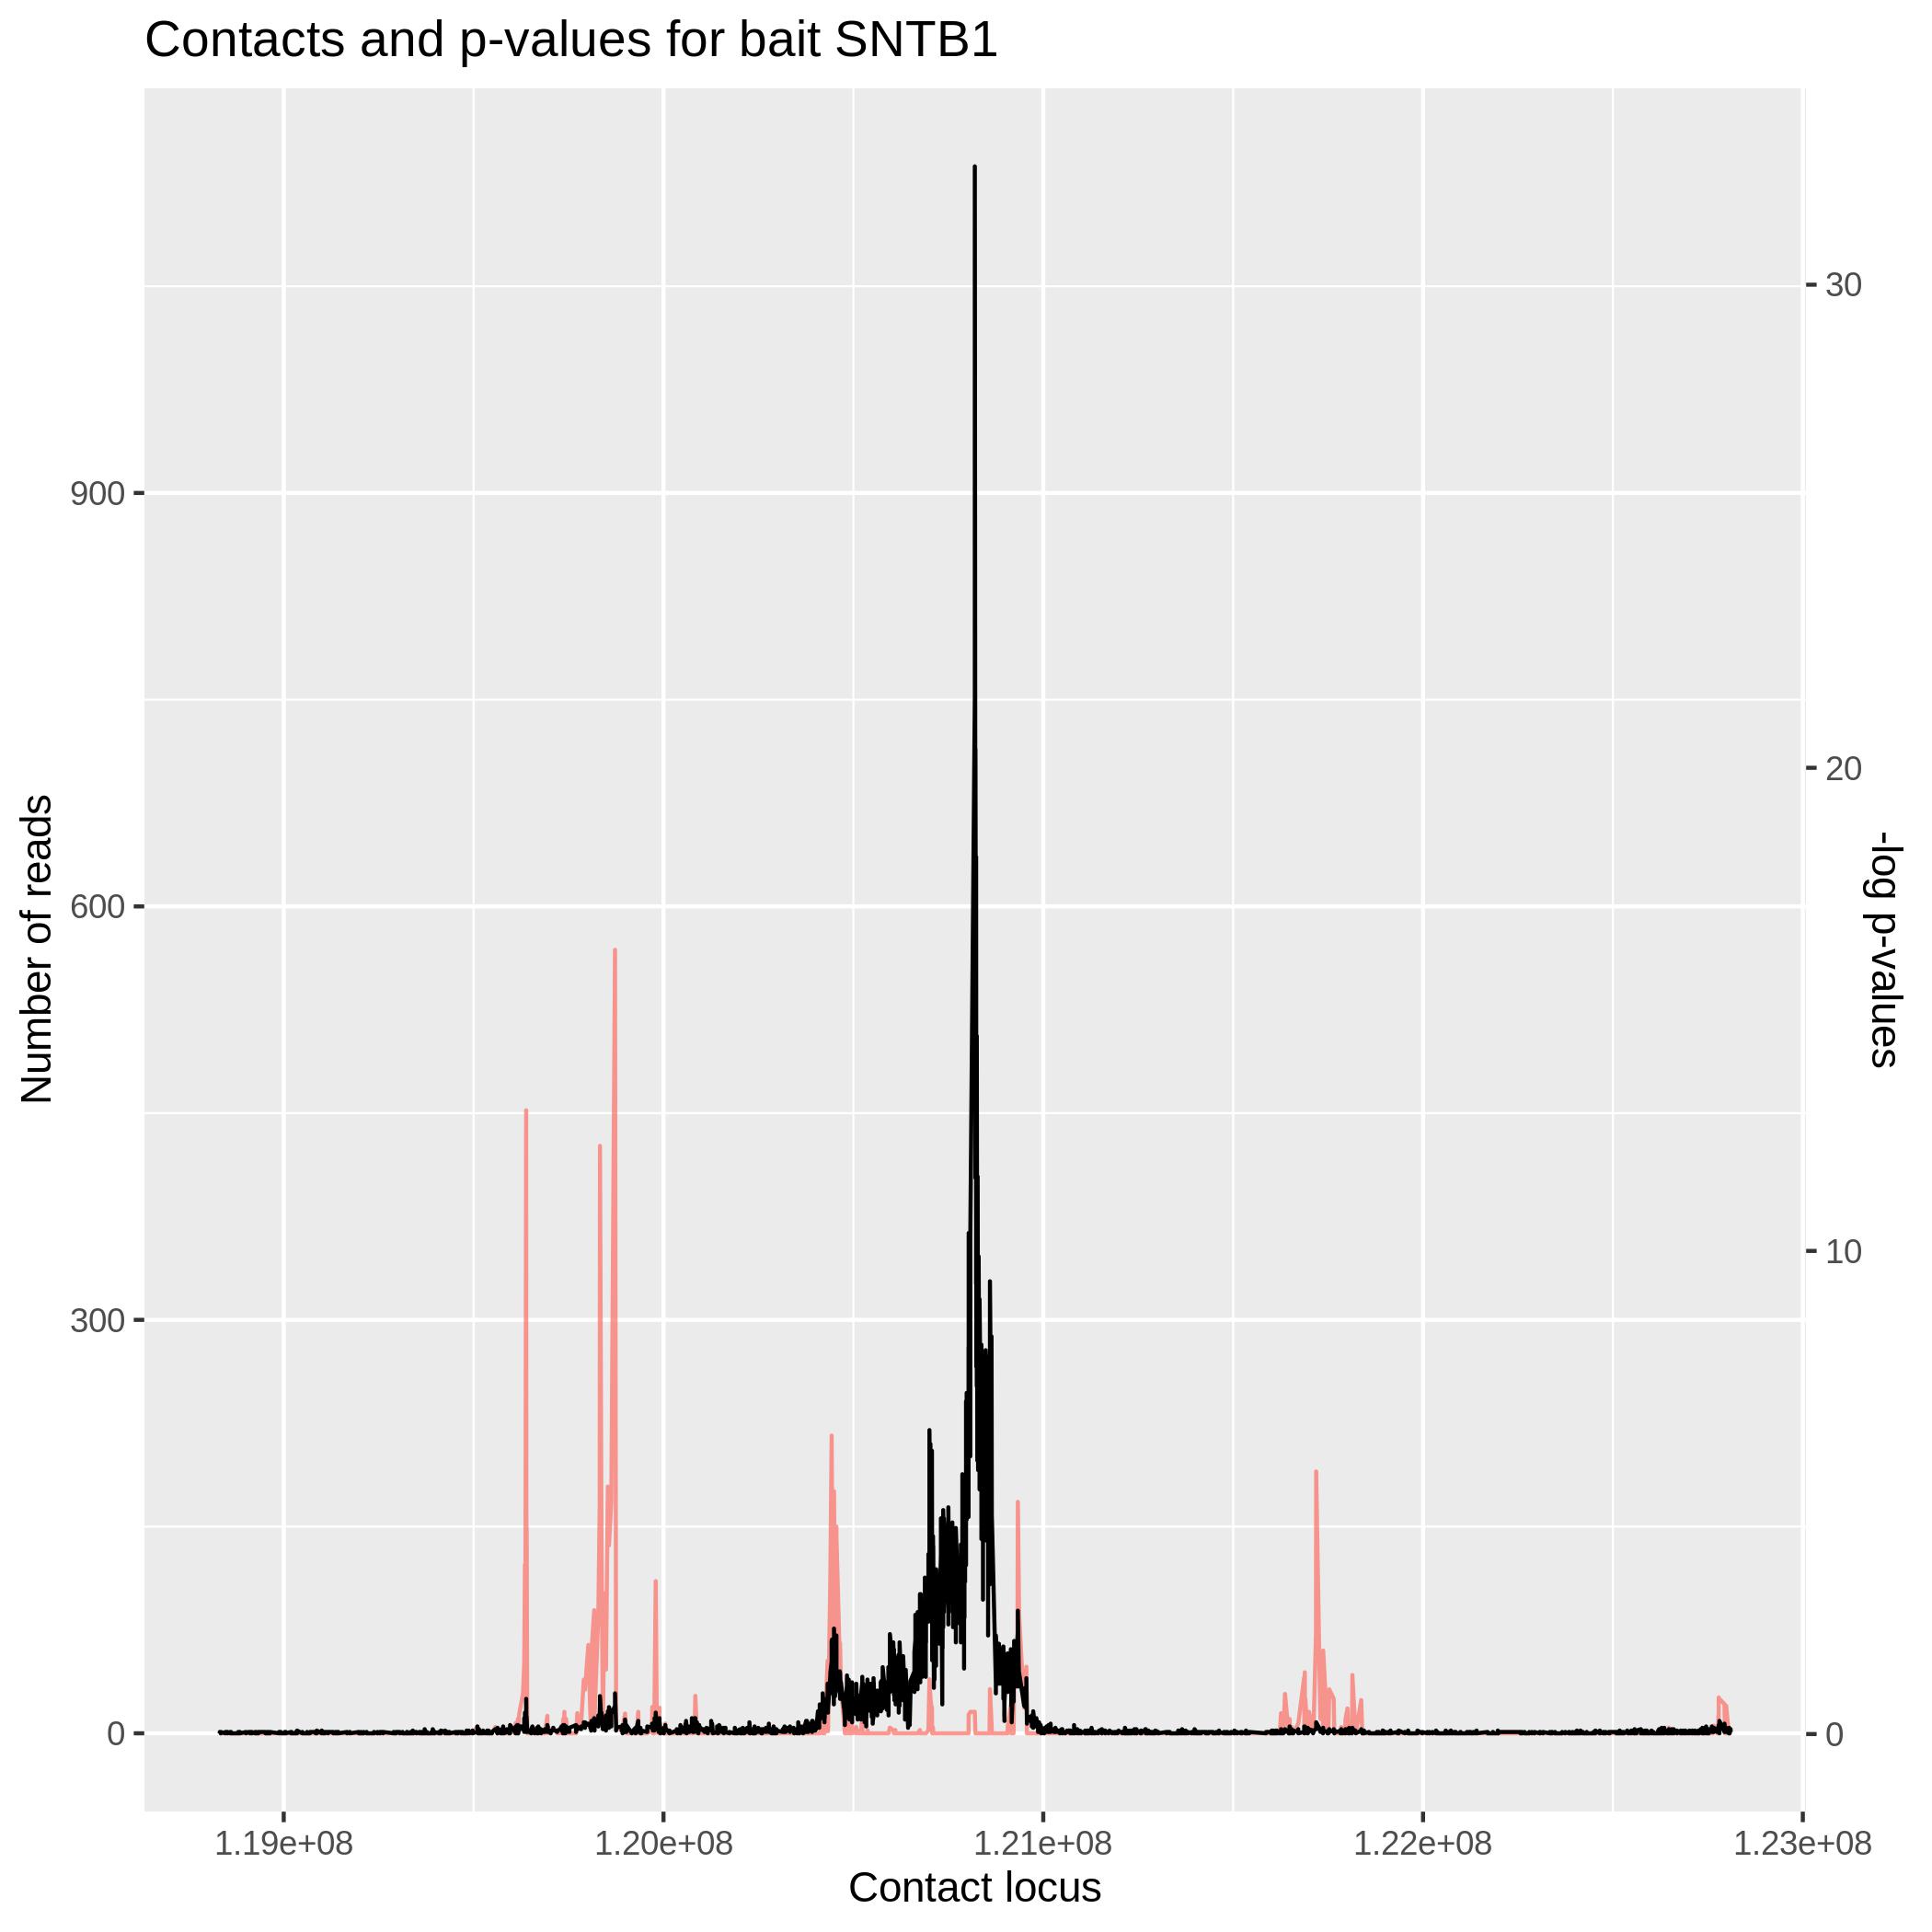 Contacts and p-values for bait SNTB1
Number of reads
900
600
300
0
30
20
10
0
-log p-values
1.19e+08
1.20e+08
1.21e+08
1.22e+08
1.23e+08
Contact locus